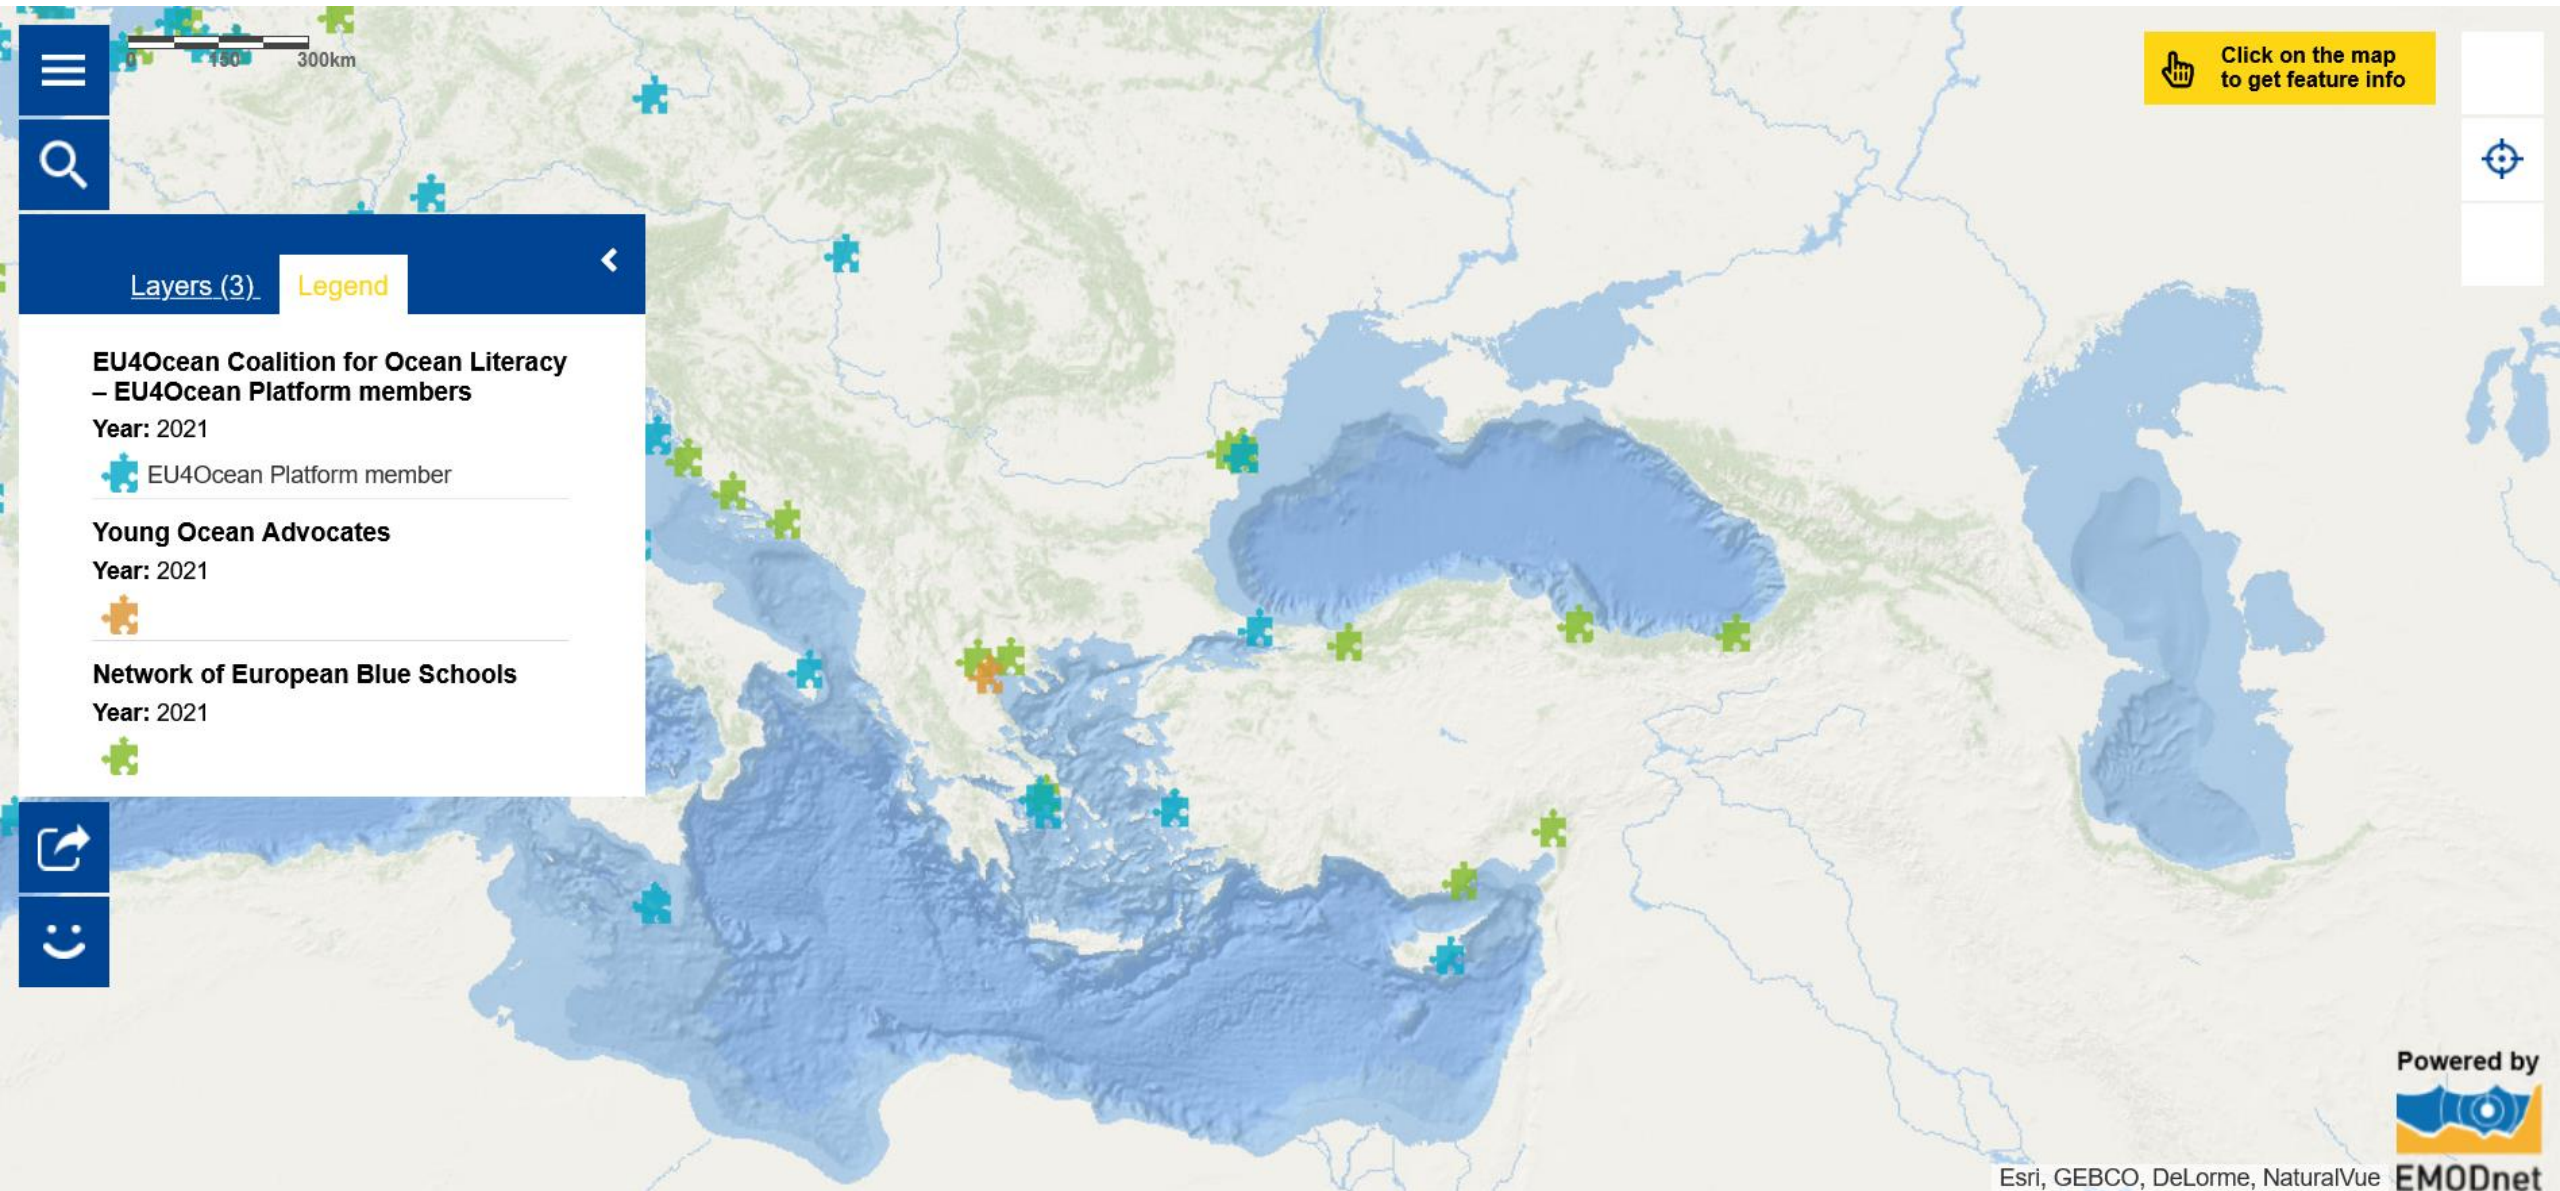 0 150 300km
Click on the map
to get feature info
Layers (3)
Legend
EU4Ocean Coalition for Ocean Literacy
– EU4Ocean Platform members
Year: 2021
EU4Ocean Platform member
Young Ocean Advocates
Year: 2021
Network of European Blue Schools
Year: 2021
Powered by
EMODnet
Esri, GEBCO, DeLorme, NaturalVue